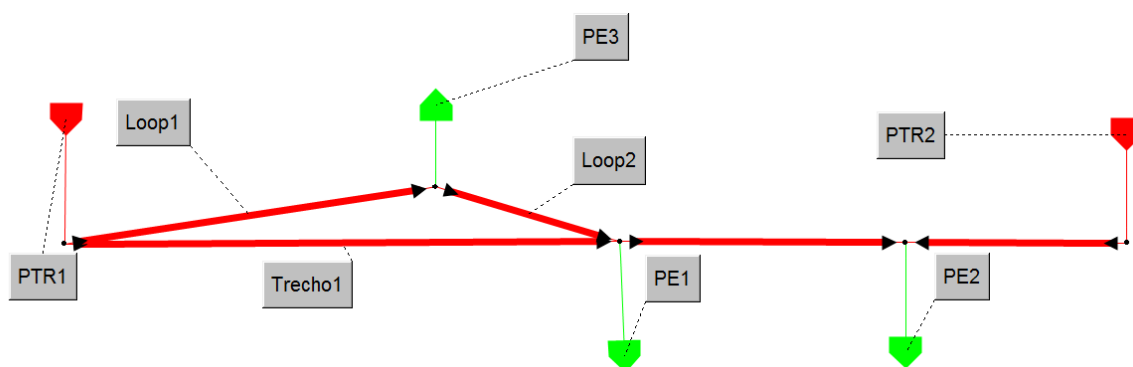 PE3
Loop1
PTR2
Loop2
PTR1
Trecho1
PE1
PE2